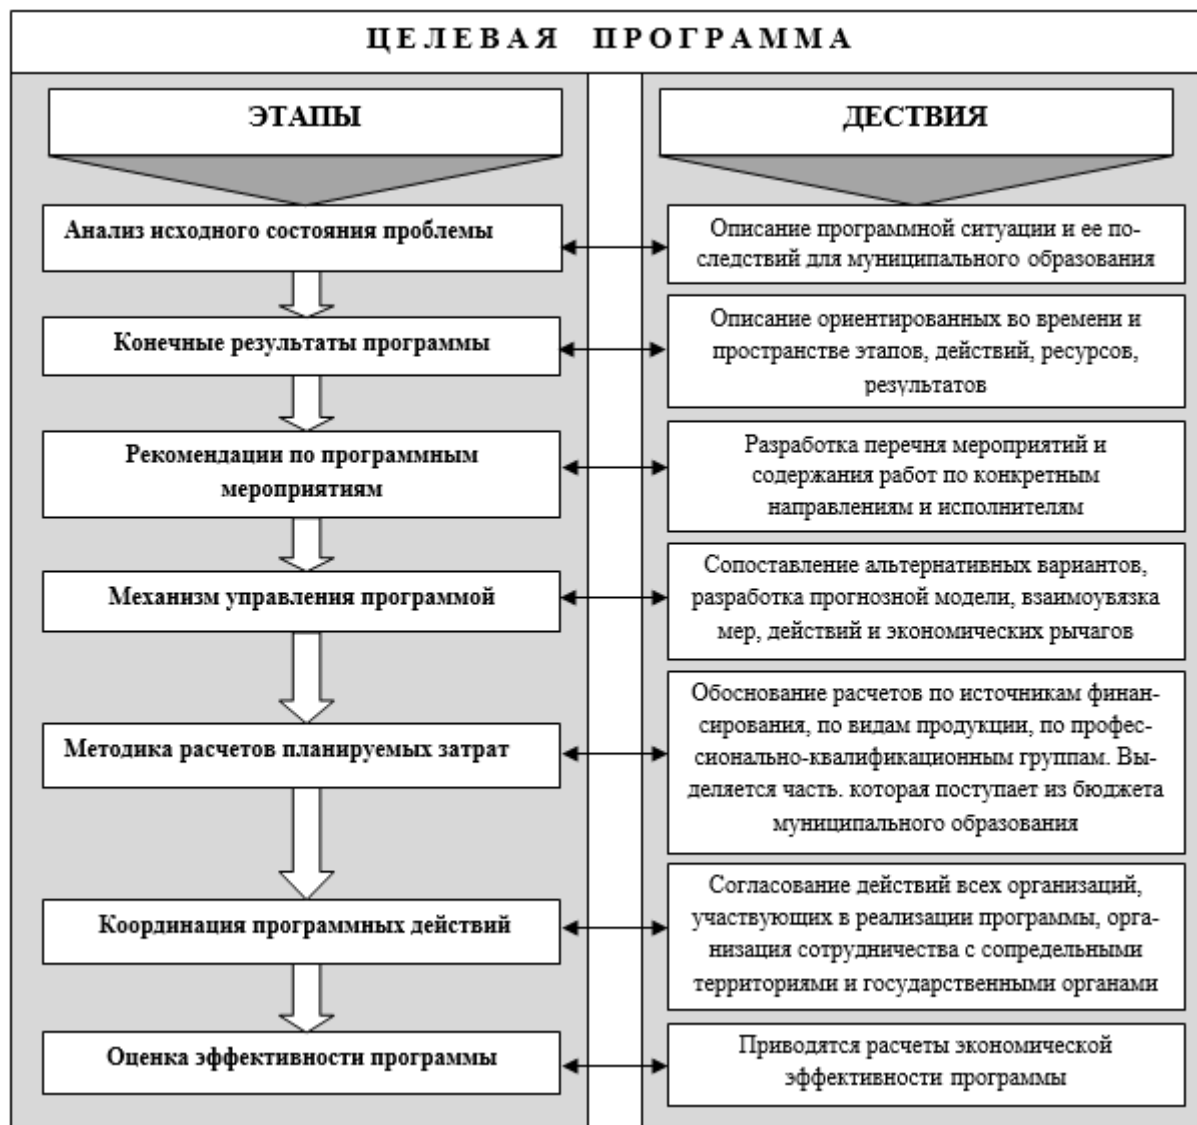 ЦЕЛЕВАЯ ПРОГРАММА
ЭТАПЫ
ДЕСТВИЯ
Анализ исходного состояния проблемы
Описание программной ситуации и ее по-
следствий для муниципального образования
Конечные результаты программы
Описание ориентированных во времени и
пространстве этапов, действий, ресурсов,
результатов
Рекомендации по программным
мероприятиям
Разработка перечня мероприятий и
содержания работ по конкретным
направлениям и исполнителям
Механизм управления программой
Сопоставление альтернативных вариантов,
разработка прогнозной модели, взаимоувязка
мер, действий и экономических рычагов
Методика расчетов планируемых затрат
Обоснование расчетов по источникам финан-
сирования, по видам продукции, по профес-
сионально-квалификационным группам. Вы-
деляется часть. которая поступает из бюджета
муниципального образования
Координация программных действий
Согласование действий всех организаций,
участвующих в реализации программы, орга-
низация сотрудничества с сопредельными
территориями и государственными органами
Оценка эффективности программы
Приводятся расчеты экономической
эффективности программы